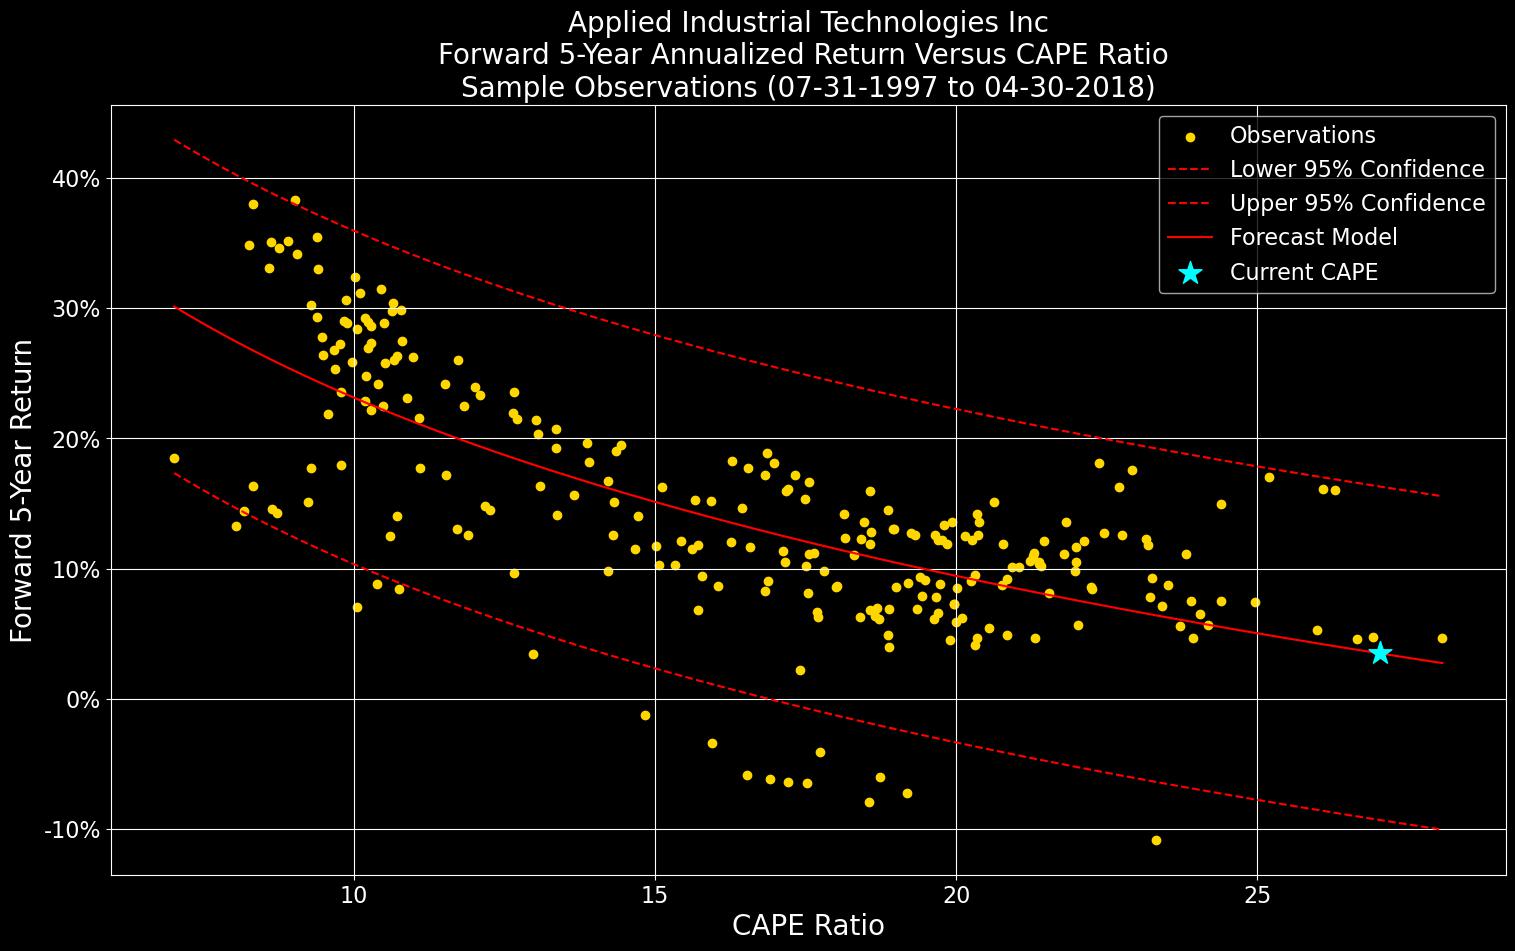 Applied Industrial Technologies Inc
Forward 5-Year Annualized Return Versus CAPE Ratio
Sample Observations (07-31-1997 to 04-30-2018)
Observations
Lower 95% Confidence
Upper 95% Confidence
Forecast Model
Current CAPE
Forward 5-Year Return
40%
30%
20%
10%
0%
-10%
10 15 20 25
CAPE Ratio